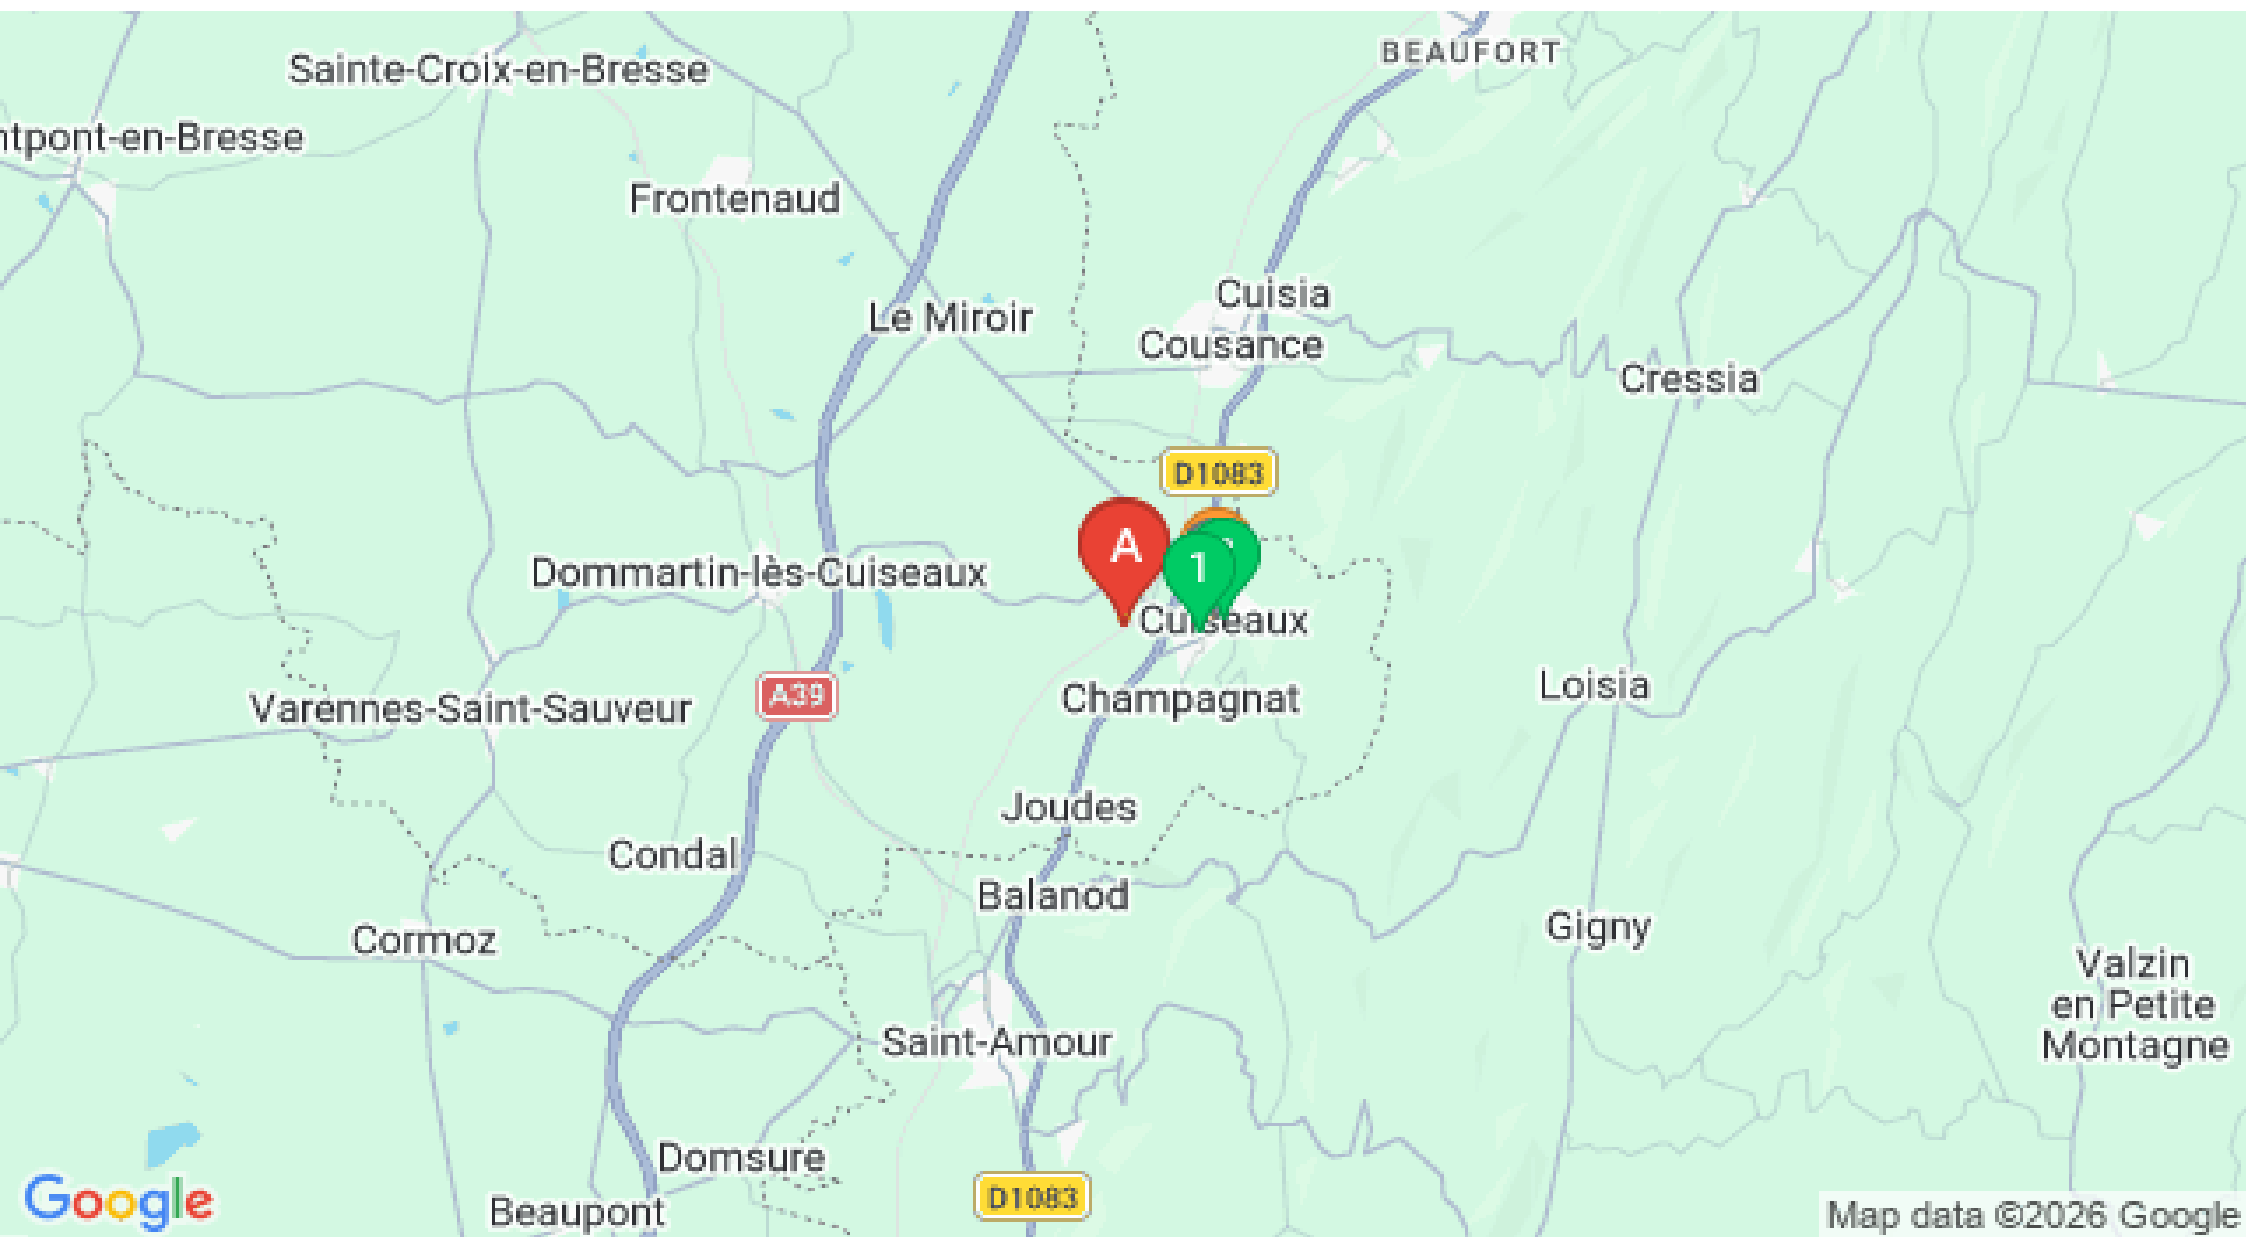 BEAUFORT
Sainte-Croix-en-Bresse
ntpont-en-Bresse
Frontenaud
Cuisia
Le Miroir
Cousance
Cressia
D1083
A
1
Dommartin-lès-Cuiseaux
Cuiseaux
Loisia
A39
Champagnat
Varennes-Saint-Sauveur
Joudes
Condal
Balanod
Gigny
Cormoz
Valzin
en Petite
Montagne
Saint-Amour
Domsure
D1083
Beaupont
Google
Map data ©2026 Google